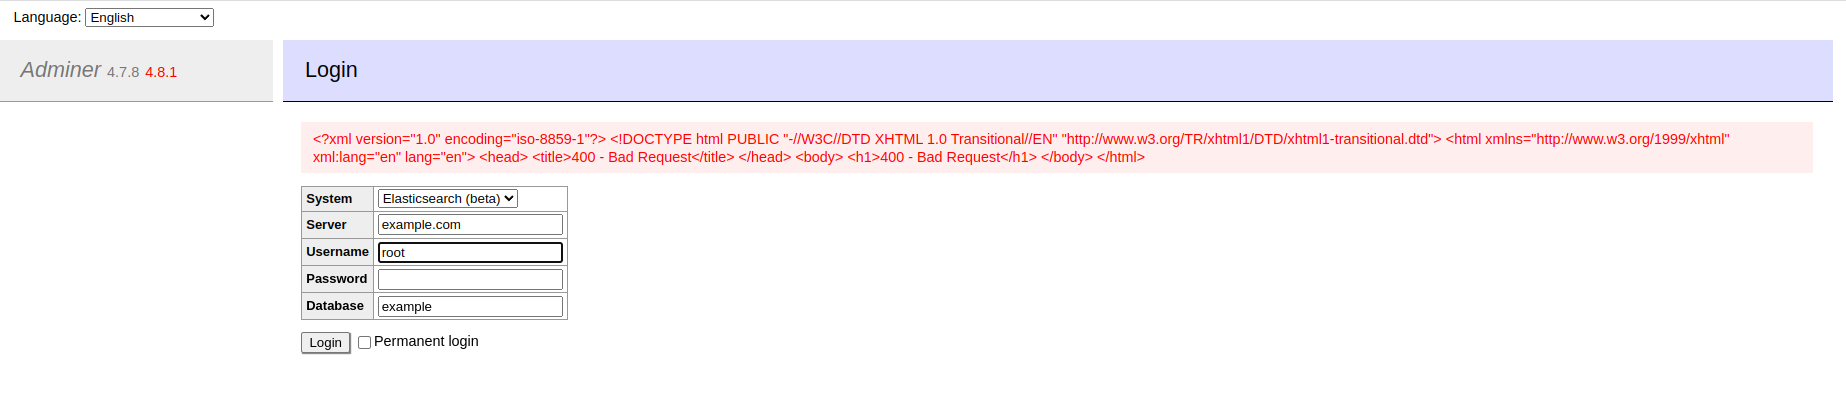 Language: English
Adminer 4.7.8 4.8.1
Login
<?xml version="1.0" encoding="iso-8859-1"?> <!DOCTYPE html PUBLIC "-//W3C//DTD XHTML 1.0 Transitional//EN" "http://www.w3.org/TR/xhtml1/DTD/xhtml1-transitional.dtd"> <html xmlns="http://www.w3.org/1999/xhtml"
xml:lang="en" lang="en"> <head> <title>400 - Bad Request</title> </head> <body> <h1>400 - Bad Request</h1> </body> </html>
System Elasticsearch (beta)
Server example.com
Username root
Password
Database example
Login Permanent login